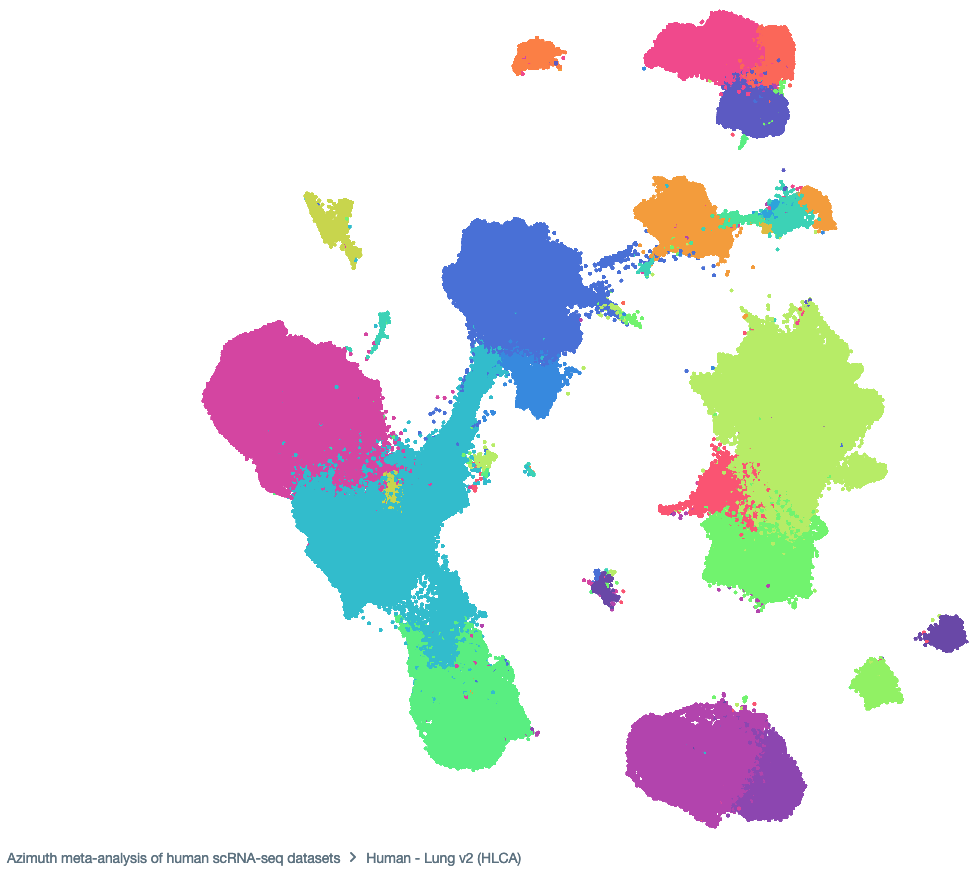 Azimuth meta-analysis of human scRNA-seq datasets > Human - Lung v2 (HLCA)